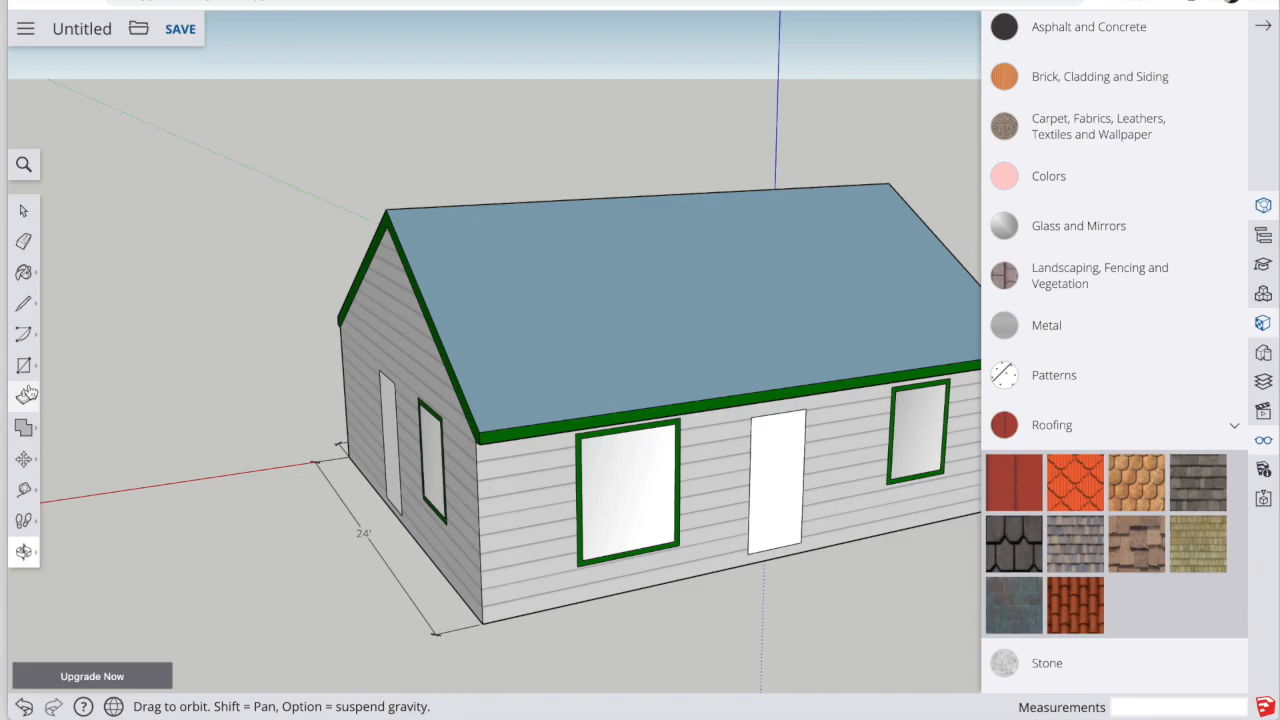 Untitled
SAVE
Asphalt and Concrete
Brick, Cladding and Siding
Carpet, Fabrics, Leathers,
Textiles and Wallpaper
Colors
Glass and Mirrors
Landscaping, Fencing and
Vegetation
Metal
Patterns
Roofing
Stone
24'
Upgrade Now
Drag to orbit. Shift = Pan, Option = suspend gravity.
Measurements